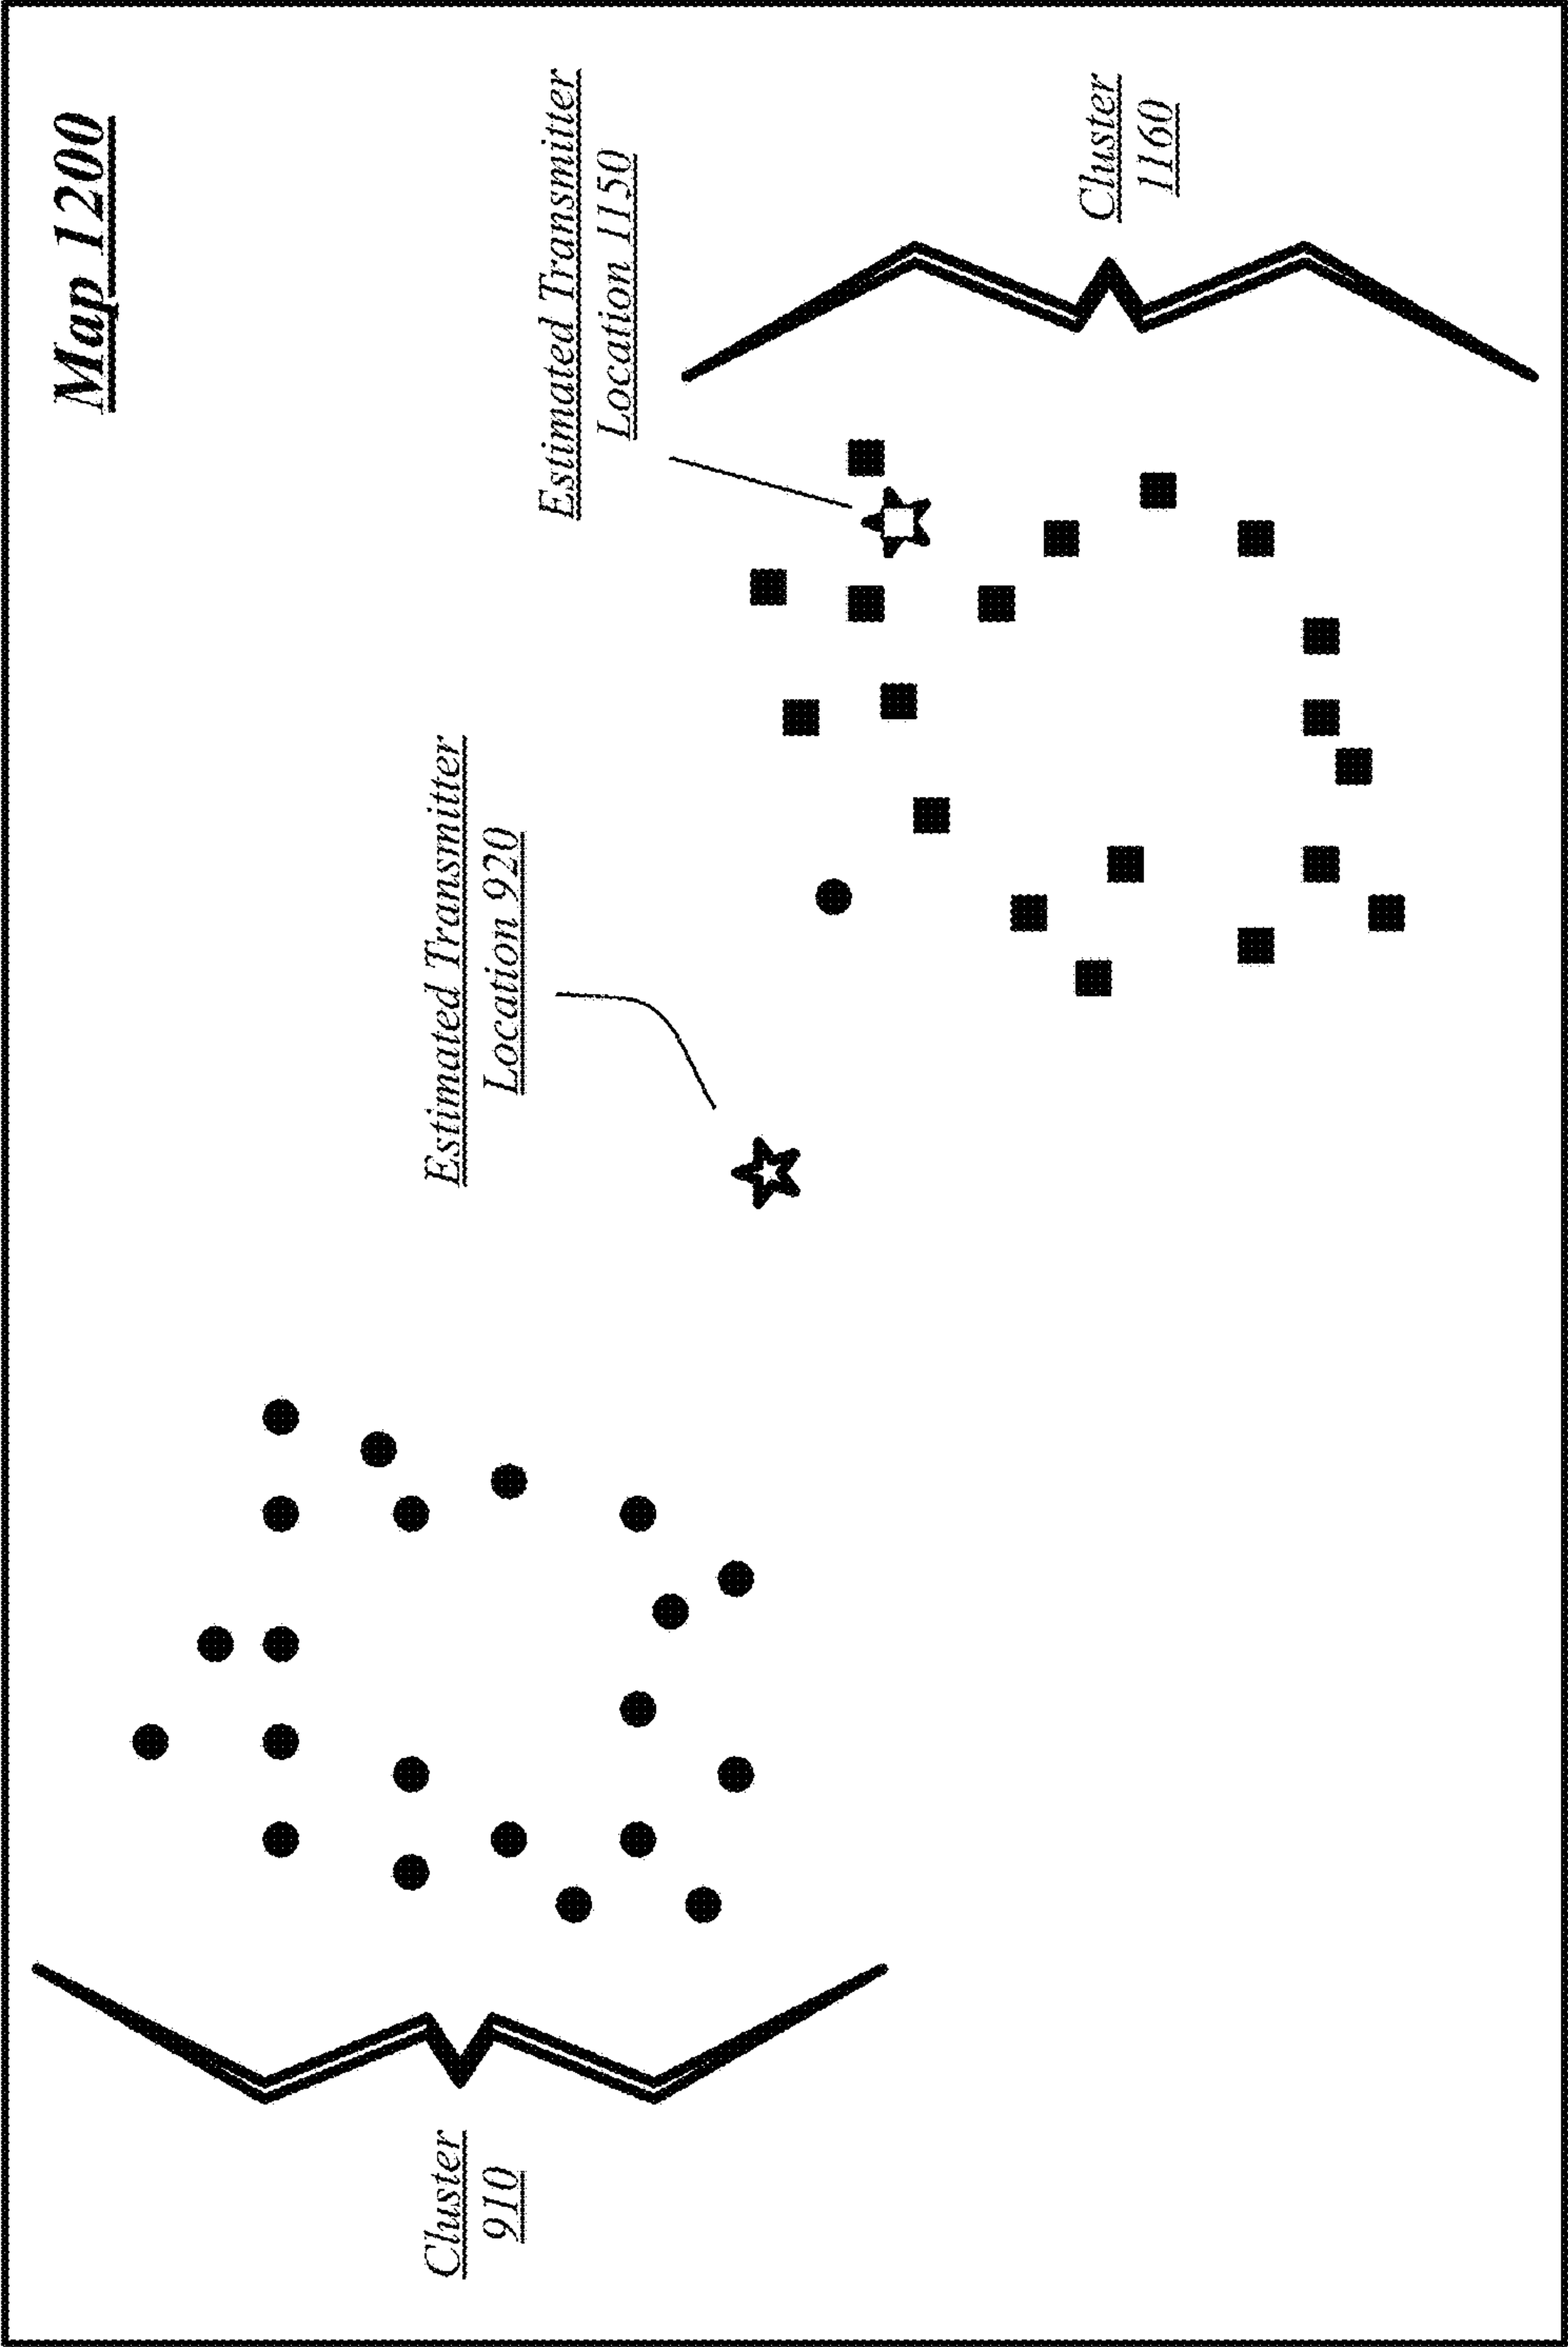 Map 1200
Estimated Transmitter
Location 1150
Cluster
1160
Estimated Transmitter
Location 920
Cluster
910